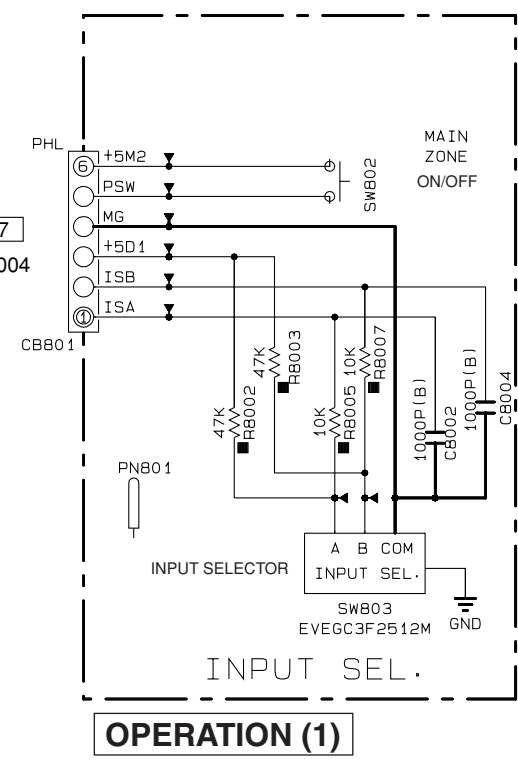 MAIN
ZONE
ON/OFF
PHL
6
+5M2
PSW
MG
+5D1
ISB
ISA
1
CB801
SW802
7
004
47K
R8002
47K
R8003
10K
R8005
10K
R8007
1000P(B)
C8002
1000P(B)
C8004
PN801
INPUT SELECTOR
A B COM
INPUT SEL.
SW803
EVEGC3F2512M
GND
INPUT SEL.
OPERATION (1)